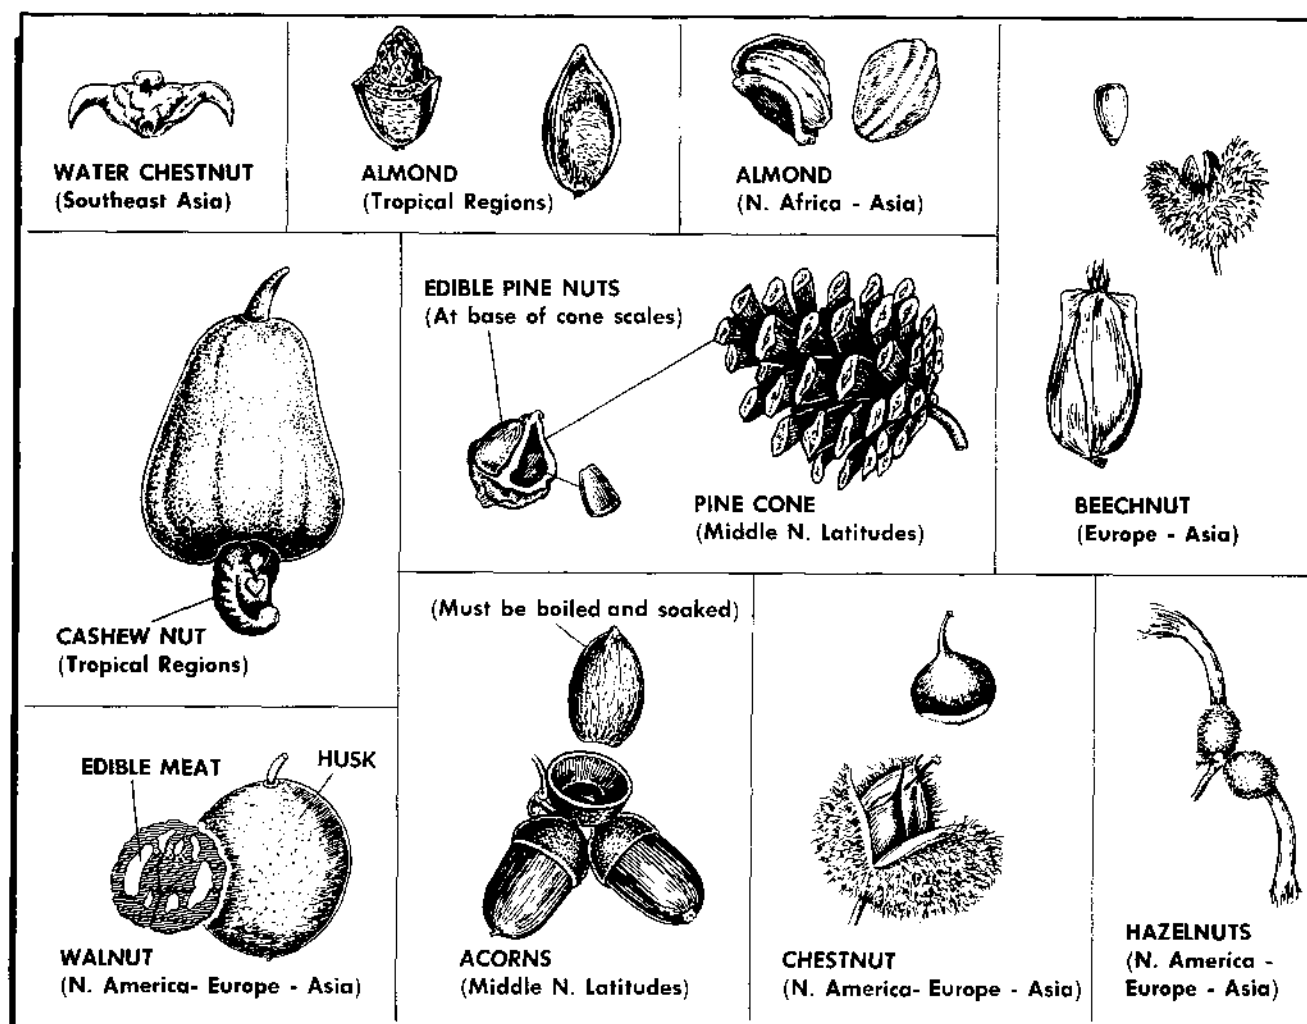 WATER CHESTNUT
(Southeast Asia)
ALMOND
(Tropical Regions)
ALMOND
(N. Africa - Asia)
EDIBLE PINE NUTS
(At base of cone scales)
PINE CONE
(Middle N. Latitudes)
BEECHNUT
(Europe - Asia)
CASHEW NUT
(Tropical Regions)
EDIBLE MEAT
HUSK
WALNUT
(N. America- Europe - Asia)
(Must be boiled and soaked)
ACORNS
(Middle N. Latitudes)
CHESTNUT
(N. America- Europe - Asia)
HAZELNUTS
(N. America -
Europe - Asia)